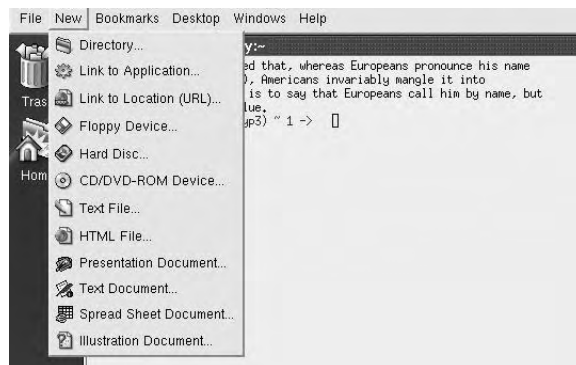 File New Bookmarks Desktop Windows Help
Directory...
Link to Application...
Link to Location (URL)...
Floppy Device...
Hard Disc...
CD/DVD-ROM Device...
Text File...
HTML File...
Presentation Document...
Text Document...
Spread Sheet Document...
Illustration Document...
Tras
Hom
y:~
ed that, whereas Europeans pronounce his name
), Americans invariably mangle it into
is to say that Europeans call him by name, but
lue.
yp3) ~ 1 ->